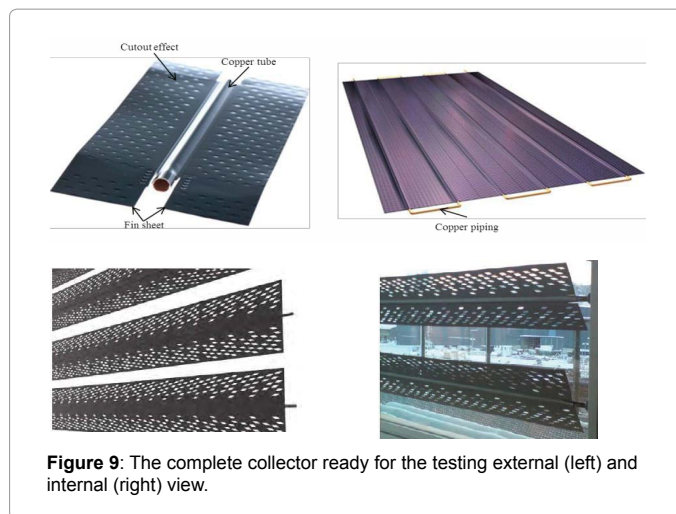 Cutout effect
Copper tube
Fin sheet
Copper piping
Figure 9: The complete collector ready for the testing external (left) and
internal (right) view.